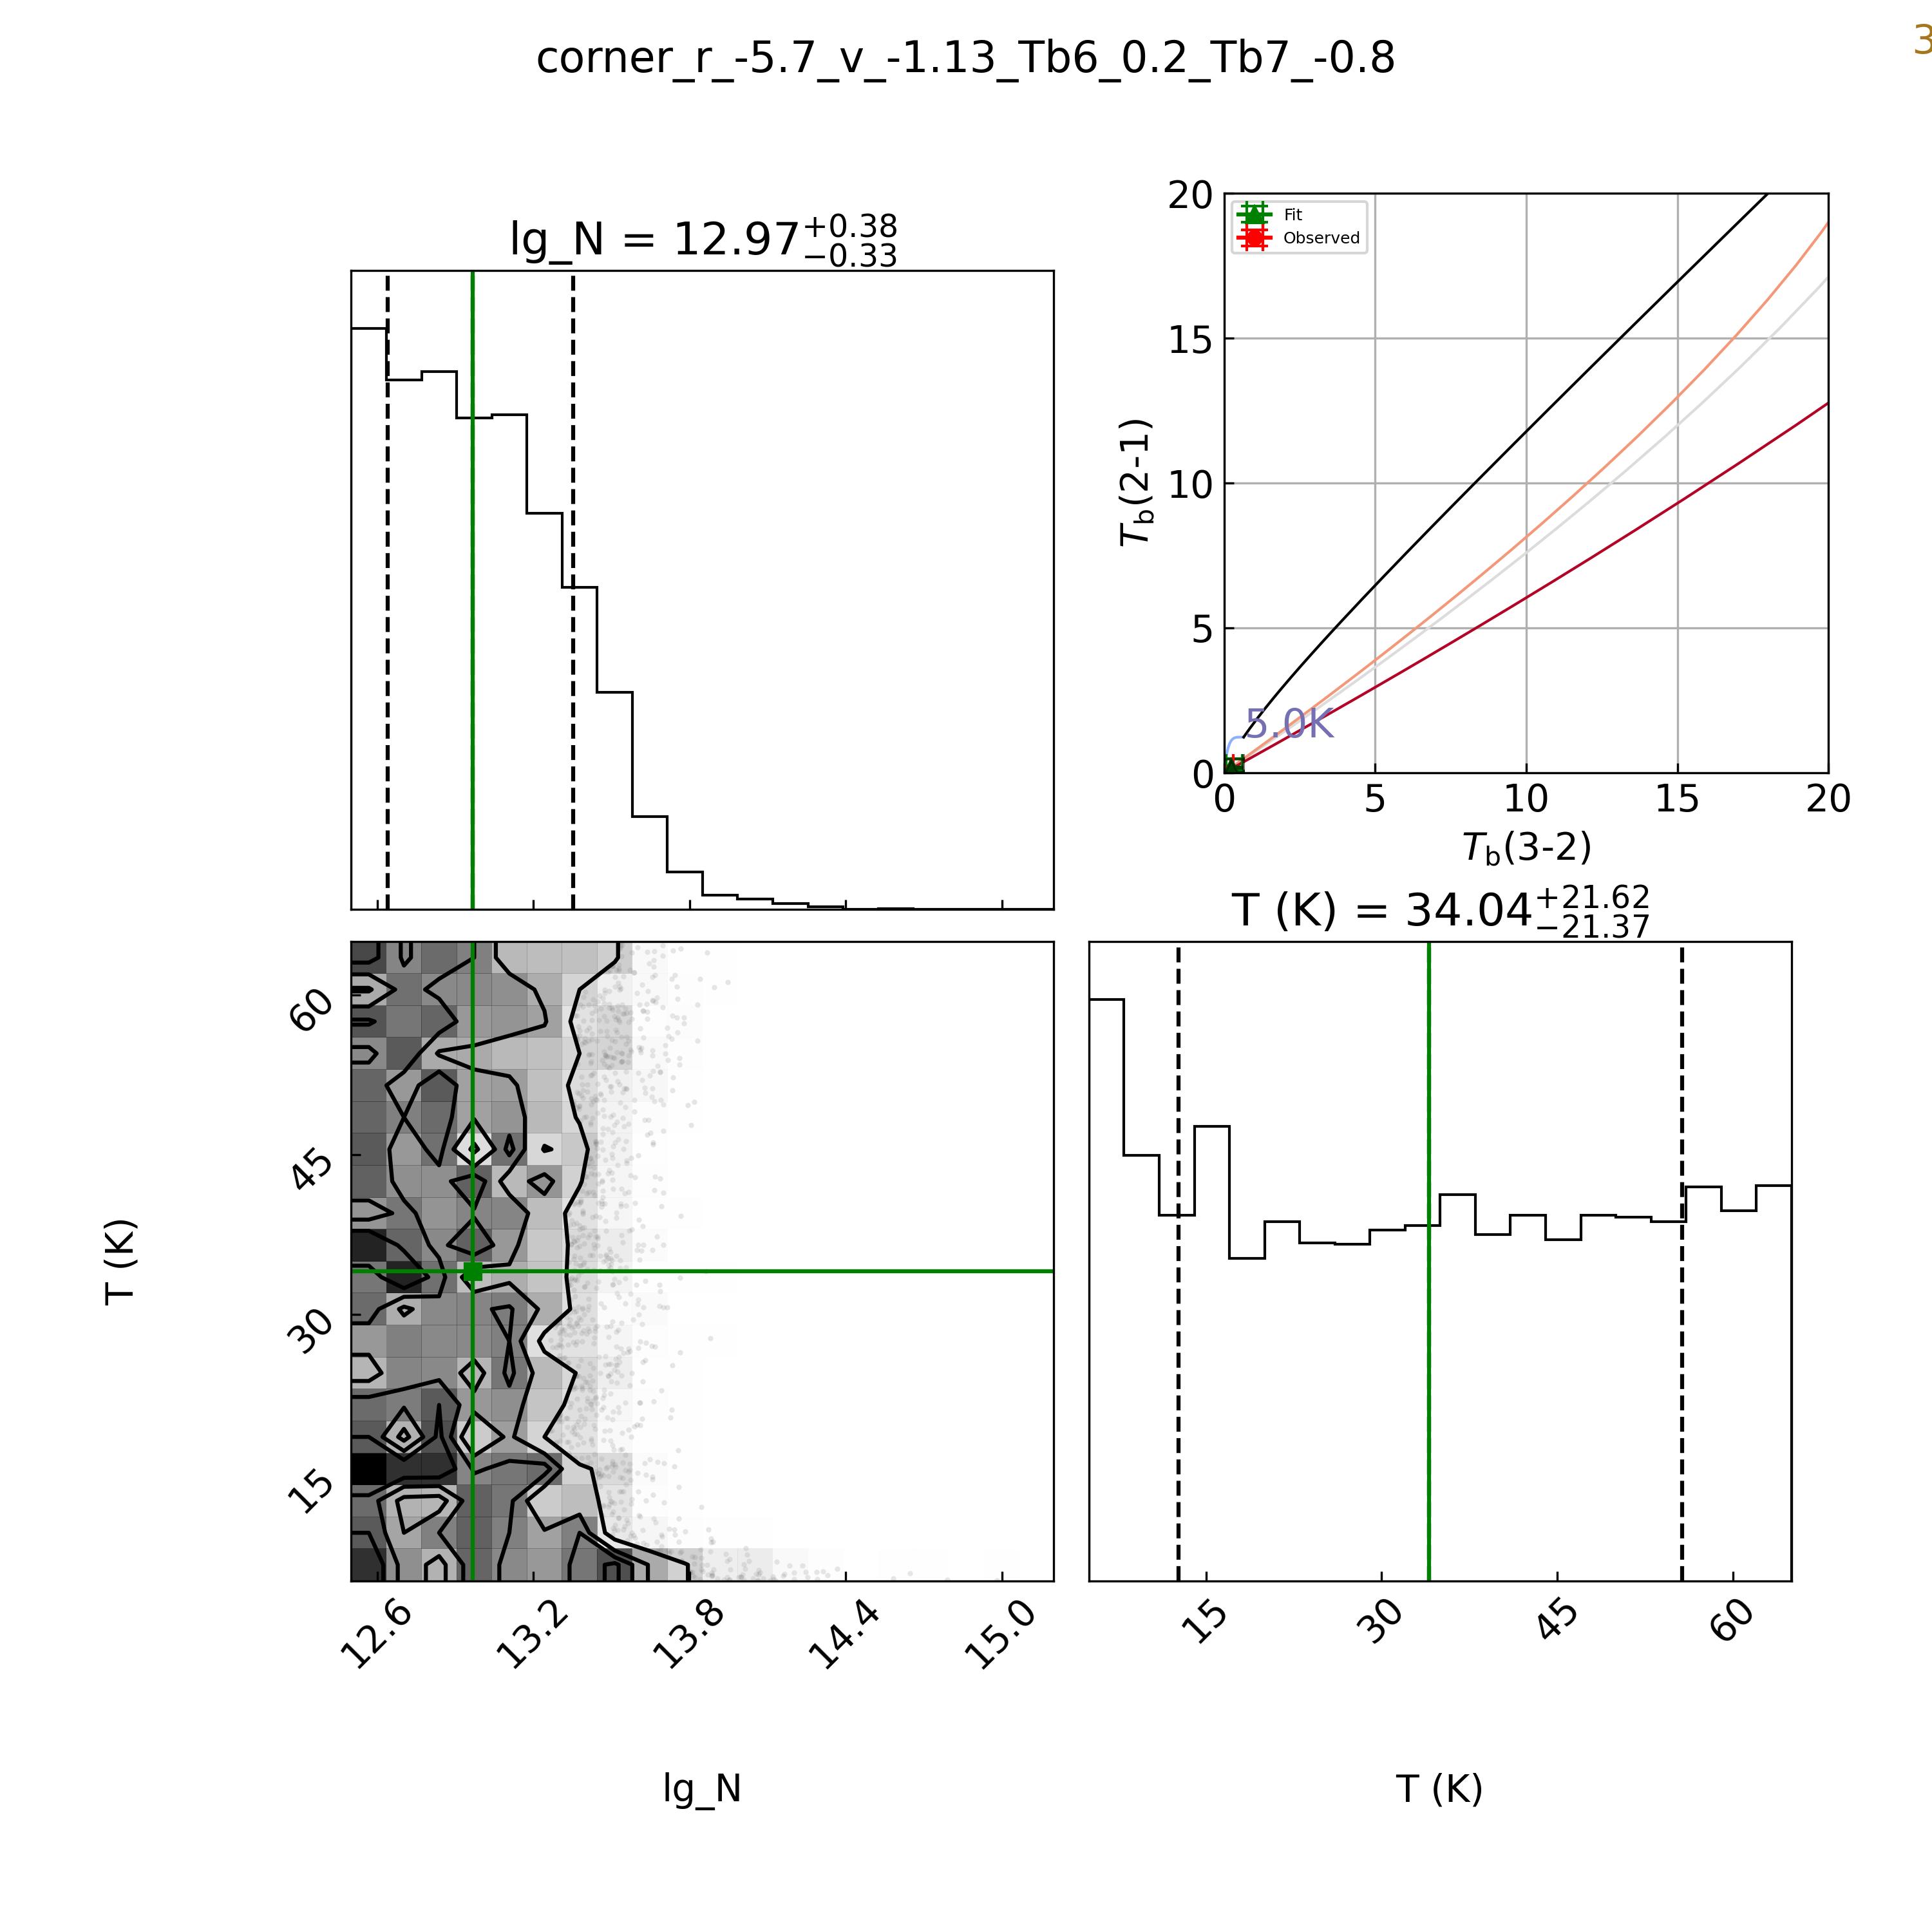 corner_r_-5.7_v_-1.13_Tb6_0.2_Tb7_-0.8
3
lg_N = 12.97 +0.38 −0.33
20
15
10
5
0
Tb(2-1)
Fit
Observed
5.0K
0 5 10 15 20
Tb(3-2)
T (K) = 34.04 +21.62 −21.37
60
45
30
15
T (K)
12.6 13.2 13.8 14.4 15.0
lg_N
15 30 45 60
T (K)